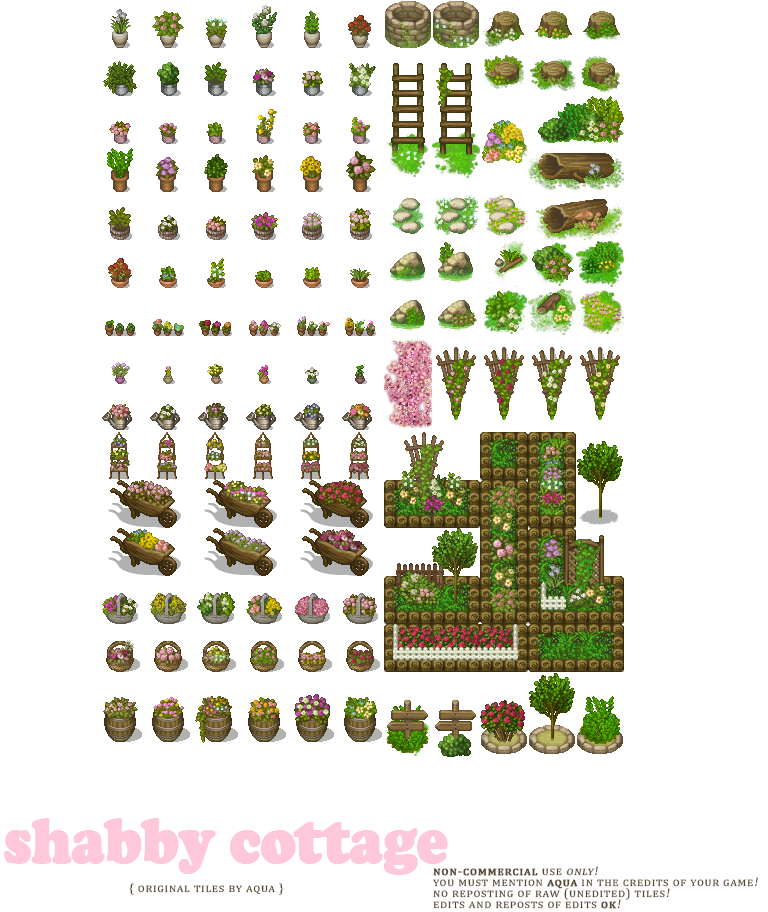 shabby cottage
{ ORIGINAL TILES BY AQUA }
NON-COMMERCIAL USE ONLY!
YOU MUST MENTION AQUA IN THE CREDITS OF YOUR GAME!
NO REPOSTING OF RAW (UNEDITED) TILES!
EDITS AND REPOSTS OF EDITS OK!